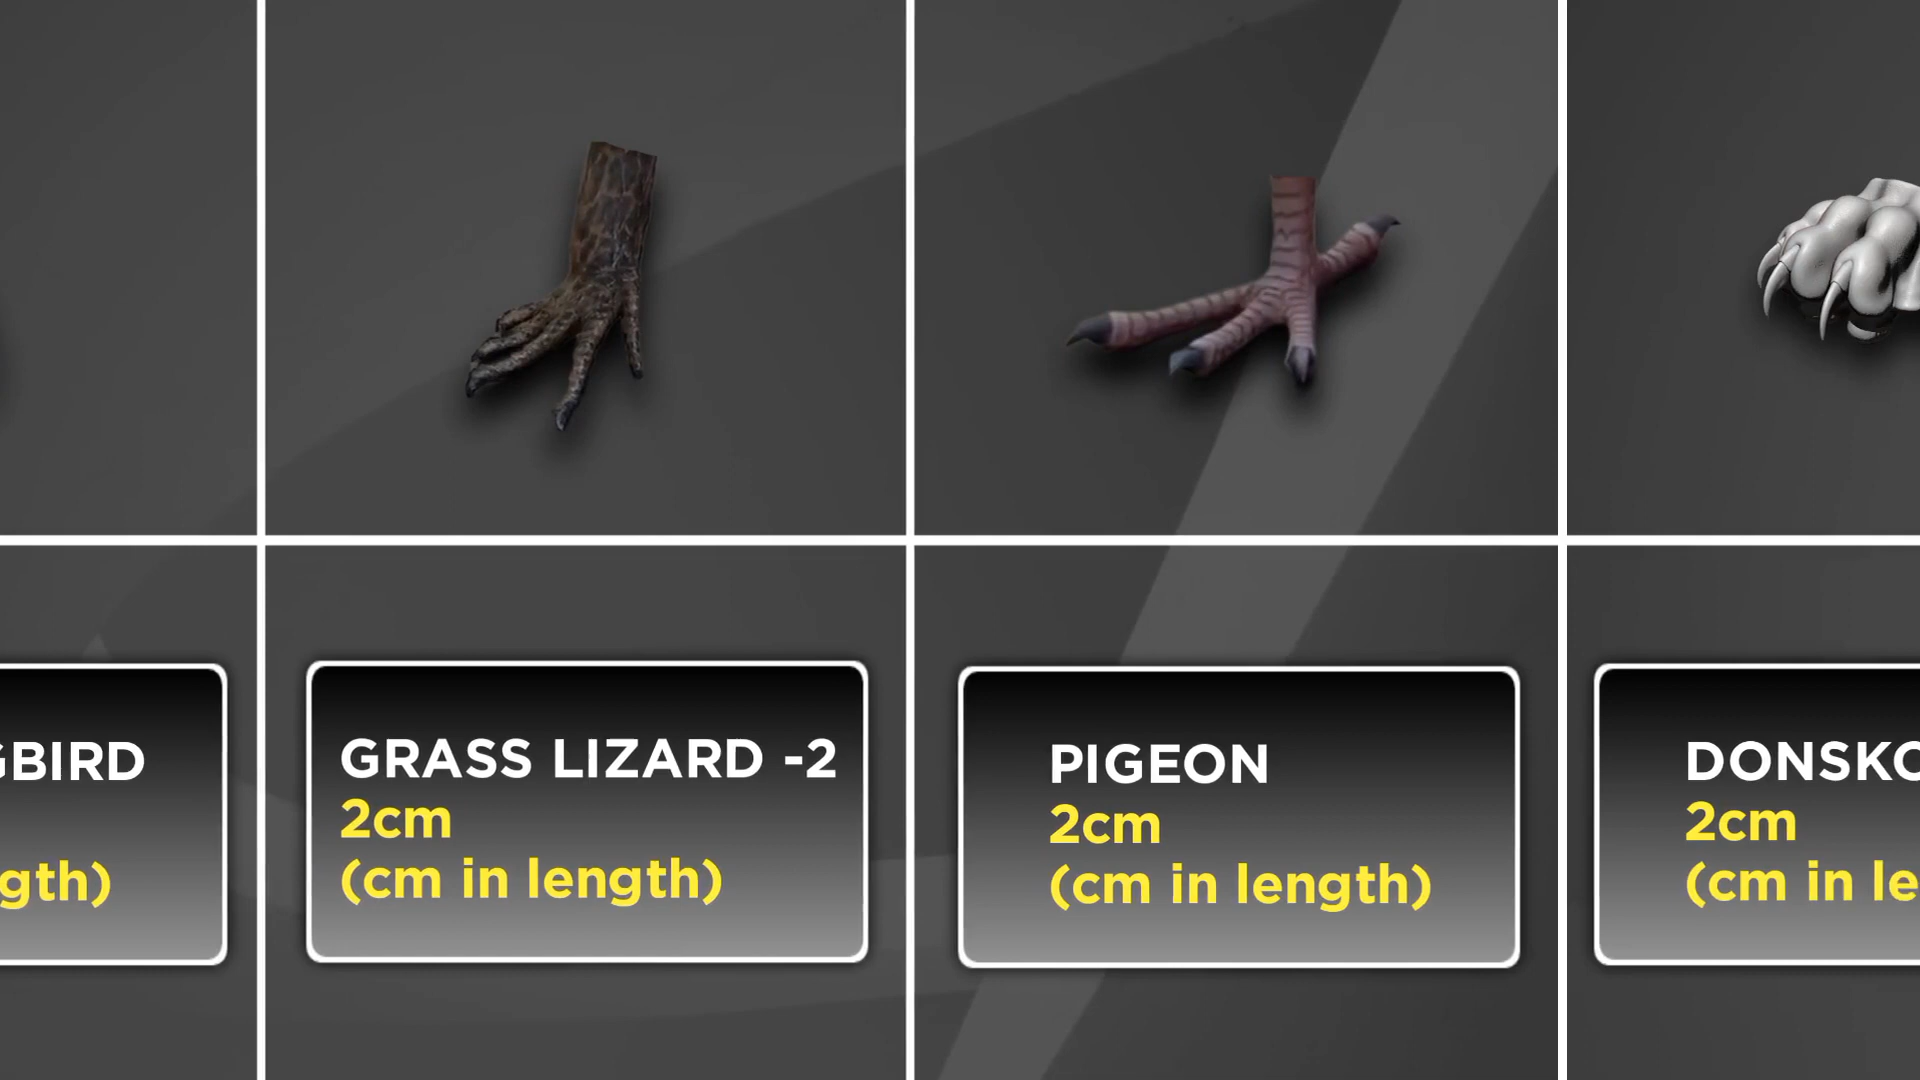 GBIRD
gth)
GRASS LIZARD -2
2cm
(cm in length)
PIGEON
2cm
(cm in length)
DONSKO
2cm
(cm in le